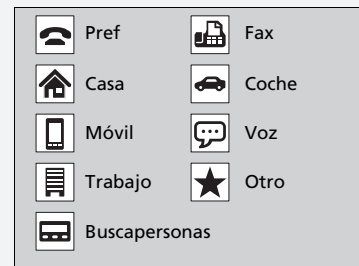 Pref Fax
Casa Coche
Móvil Voz
Trabajo Otro
Buscapersonas